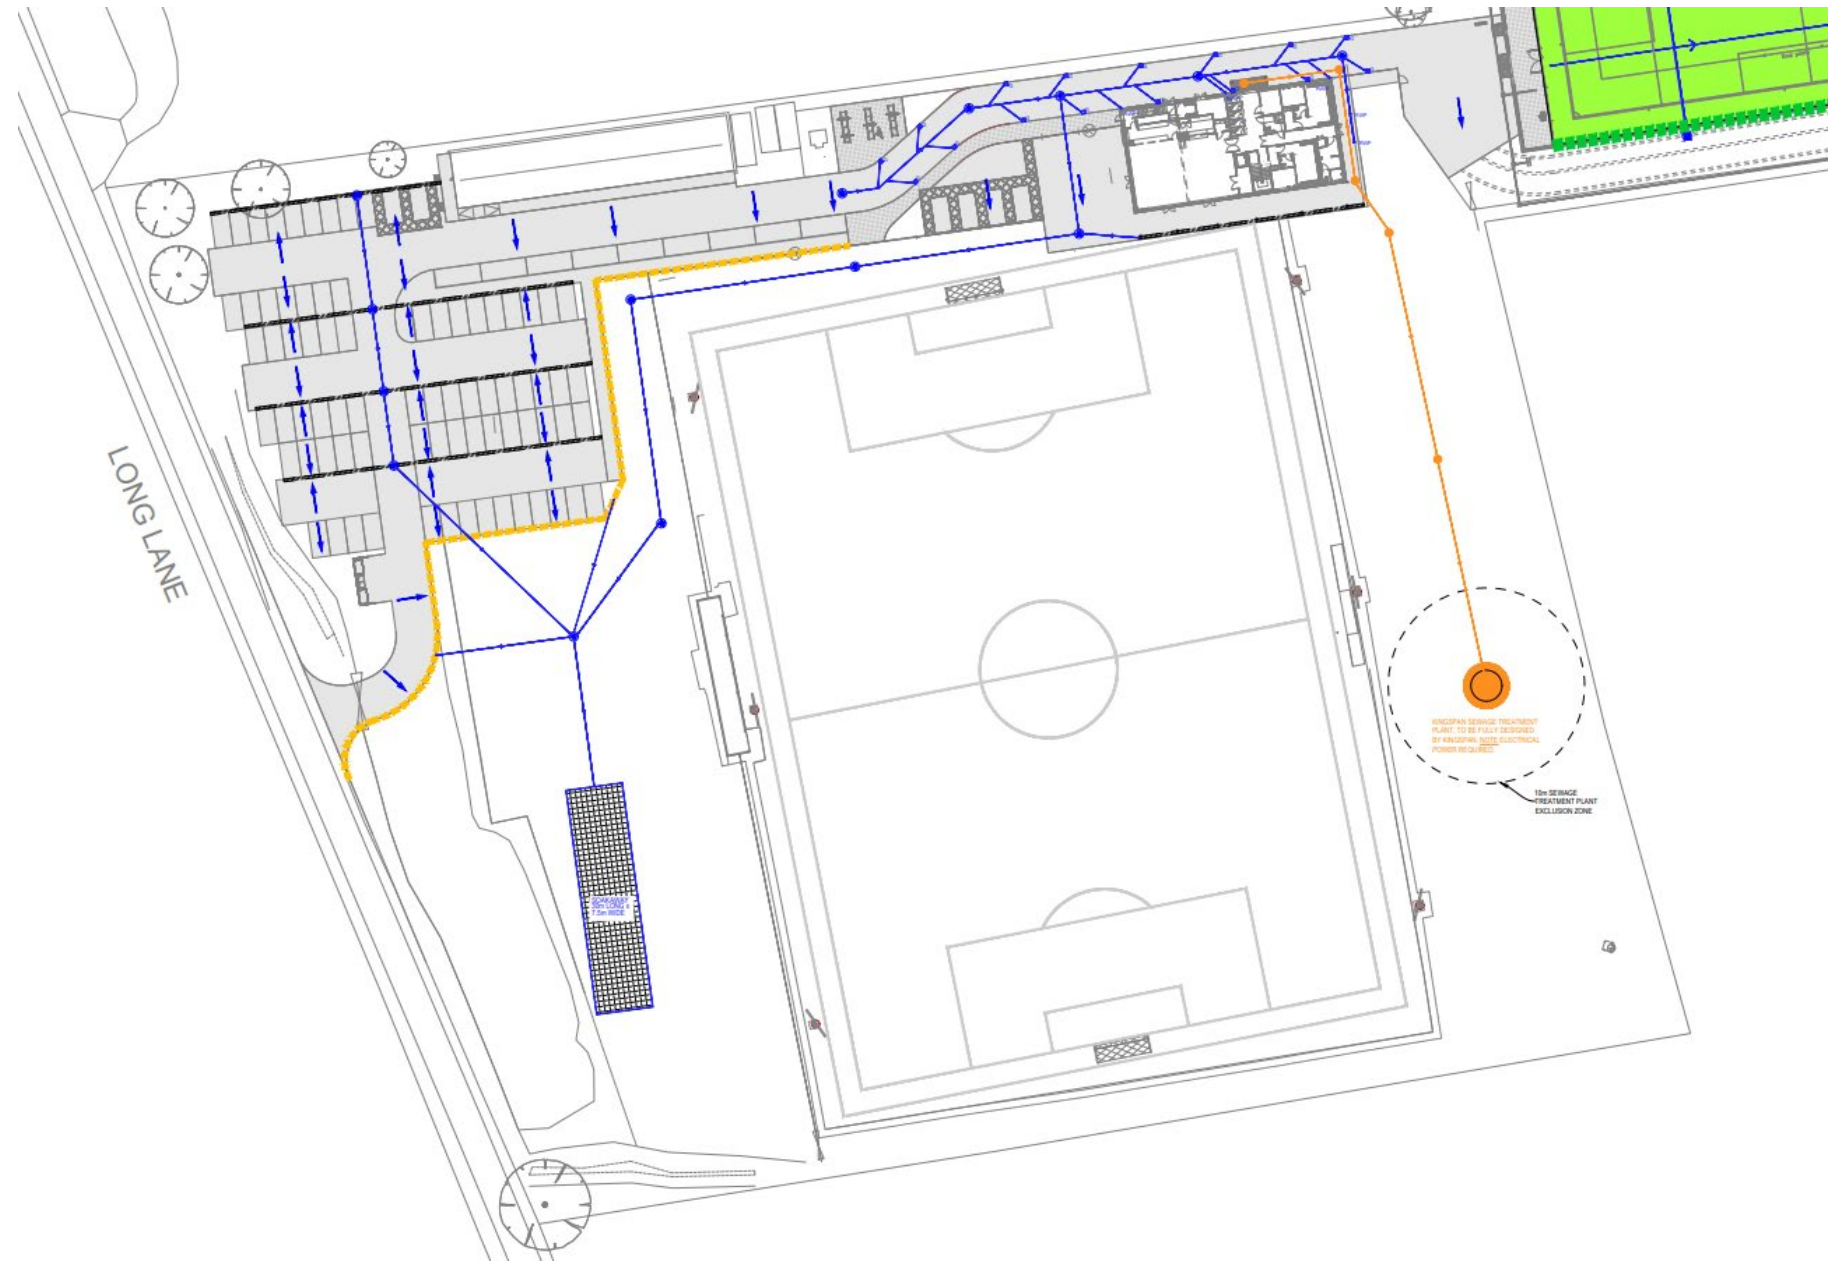 LONG LANE
KINGSPAN SEWAGE TREATMENT
PLANT. TO BE FULLY DESIGNED
BY KINGSPAN. NOTE ELECTRICAL
POWER REQUIRED
10m SEWAGE
TREATMENT PLANT
EXCLUSION ZONE
SOAKAWAY
30m LONG x
7.5m WIDE